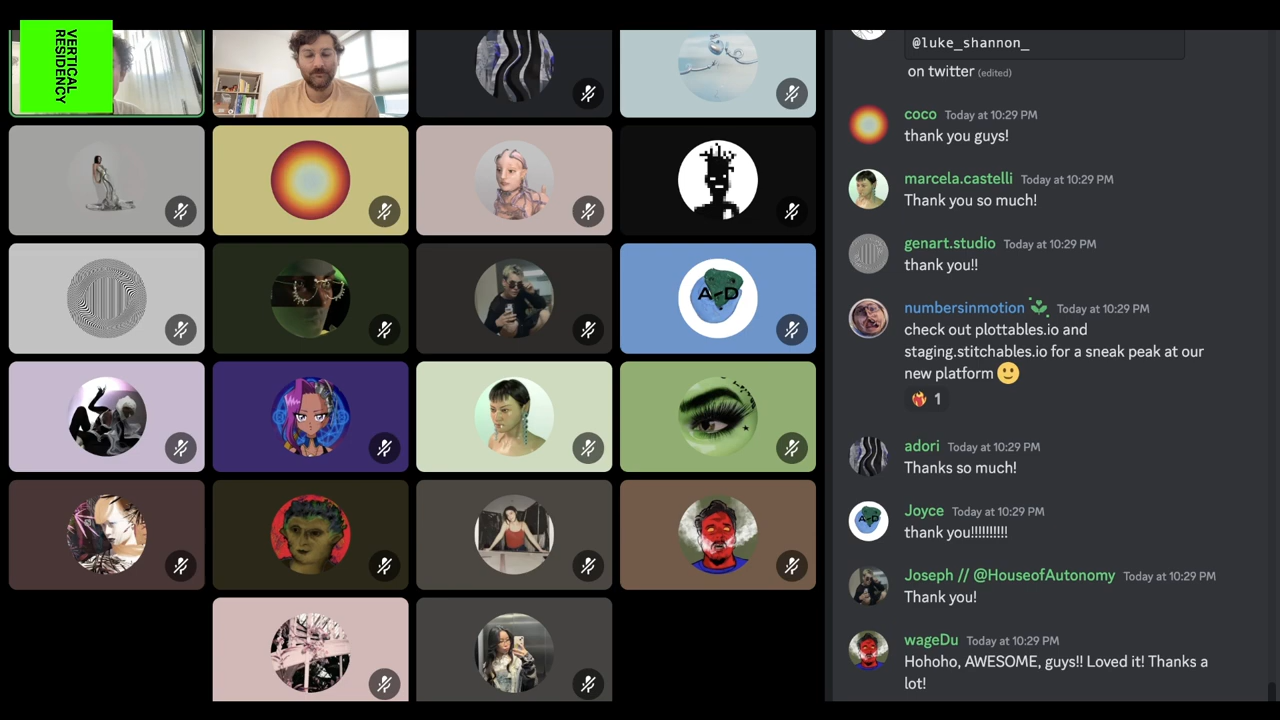 VERTICAL
RESIDENCY
A D
@luke_shannon_
on twitter (edited)
coco Today at 10:29 PM
thank you guys!
marcela.castelli Today at 10:29 PM
Thank you so much!
genart.studio Today at 10:29 PM
thank you!!
numbersinmotion Today at 10:29 PM
check out plottables.io and
staging.stitchables.io for a sneak peak at our
new platform
1
adori Today at 10:29 PM
Thanks so much!
Joyce Today at 10:29 PM
thank you!!!!!!!!!!
Joseph // @HouseofAutonomy Today at 10:29 PM
Thank you!
wageDu Today at 10:29 PM
Hohoho, AWESOME, guys!! Loved it! Thanks a
lot!